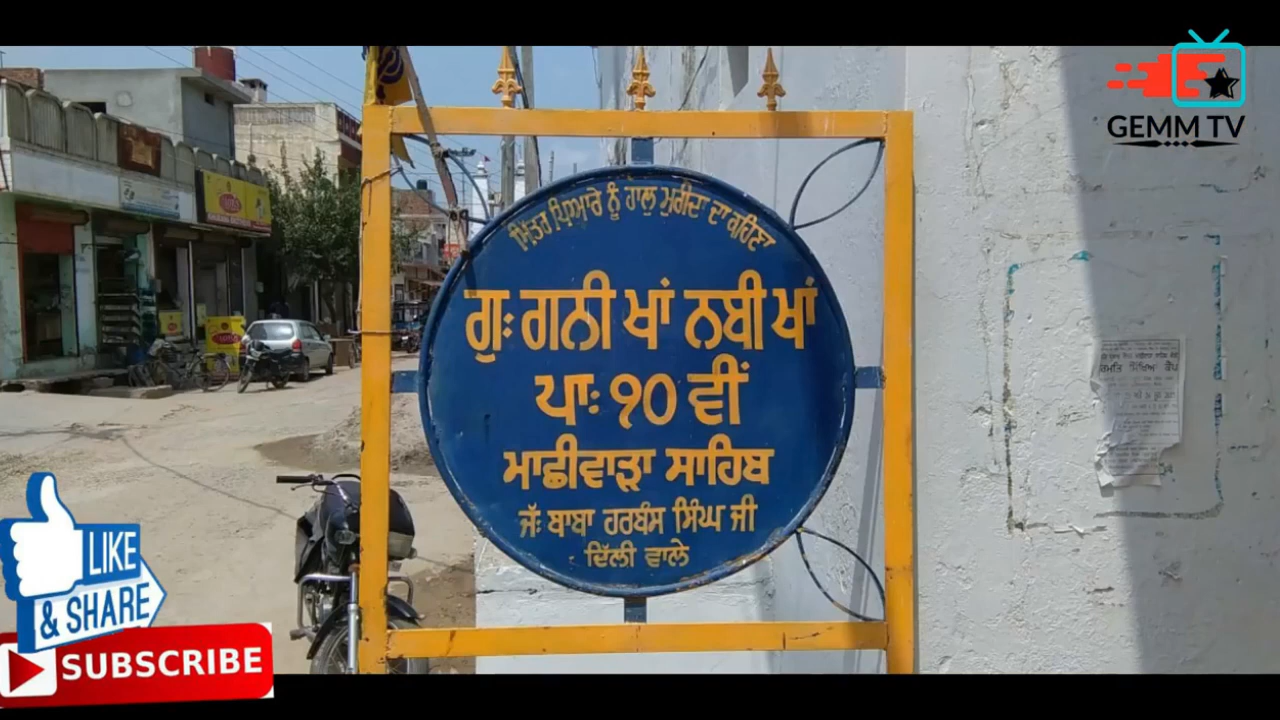 GEMM TV
ਮਿੱਤਰ ਪਿਆਰੇ ਨੂੰ ਹਾਲੁ ਮੁਰੀਦਾ ਦਾ ਕਹਿਣਾ
ਗੁਃ ਗਨੀ ਖਾਂ ਨਬੀ ਖਾਂ
ਪਾਃ ੧੦ ਵੀਂ
ਮਾਛੀਵਾੜਾ ਸਾਹਿਬ
ਜੱਃ ਬਾਬਾ ਹਰਬੰਸ ਸਿੰਘ ਜੀ
ਦਿੱਲੀ ਵਾਲੇ
LIKE
& SHARE
SUBSCRIBE